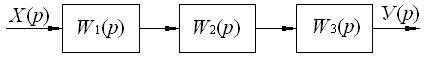 X(p) W₁(p) W₂(p) W₃(p) У(p)